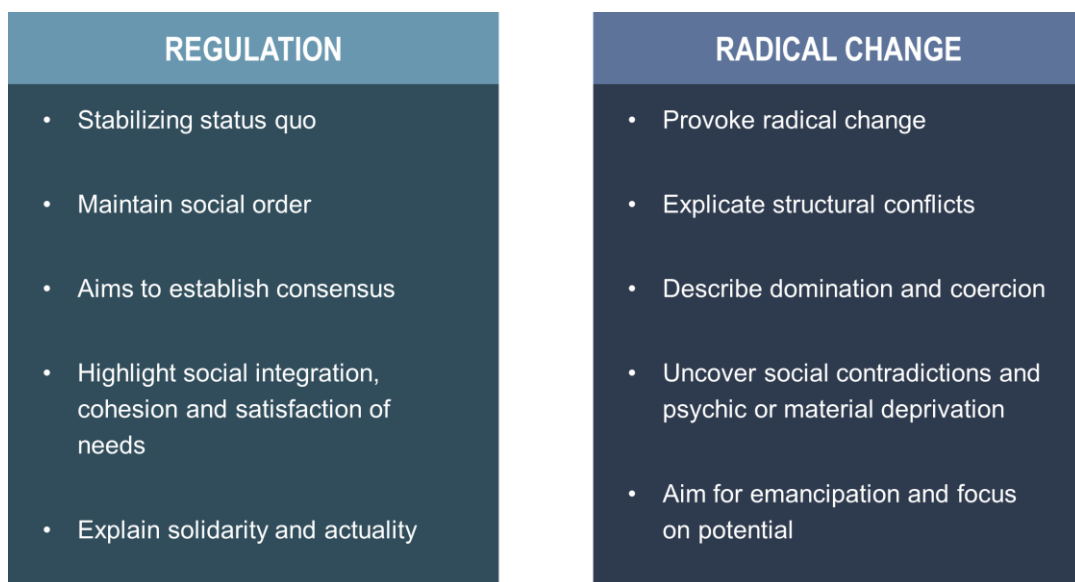 REGULATION
• Stabilizing status quo
• Maintain social order
• Aims to establish consensus
• Highlight social integration,
cohesion and satisfaction of
needs
• Explain solidarity and actuality
RADICAL CHANGE
• Provoke radical change
• Explicate structural conflicts
• Describe domination and coercion
• Uncover social contradictions and
psychic or material deprivation
• Aim for emancipation and focus
on potential